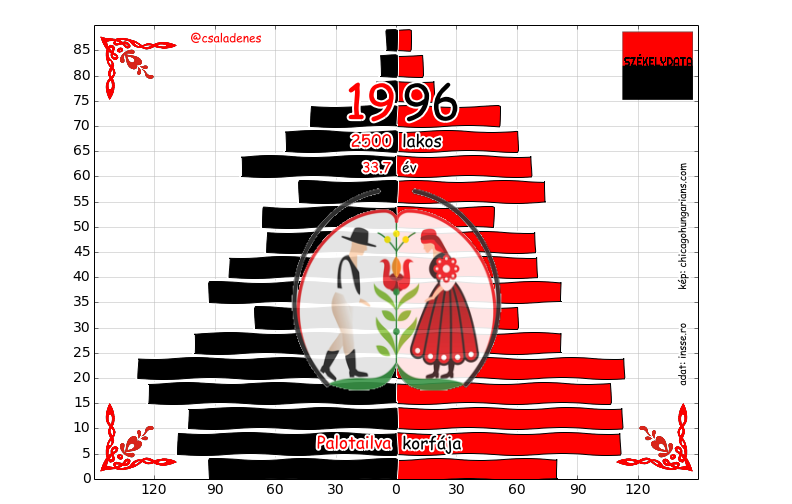 @csaladenes
SZÉKELYDATA
1996
2500 lakos
33.7 év
kép: chicagohungarians.com
adat: insse.ro
Palotailva korfája
85
80
75
70
65
60
55
50
45
40
35
30
25
20
15
10
5
0
120 90 60 30 0 30 60 90 120